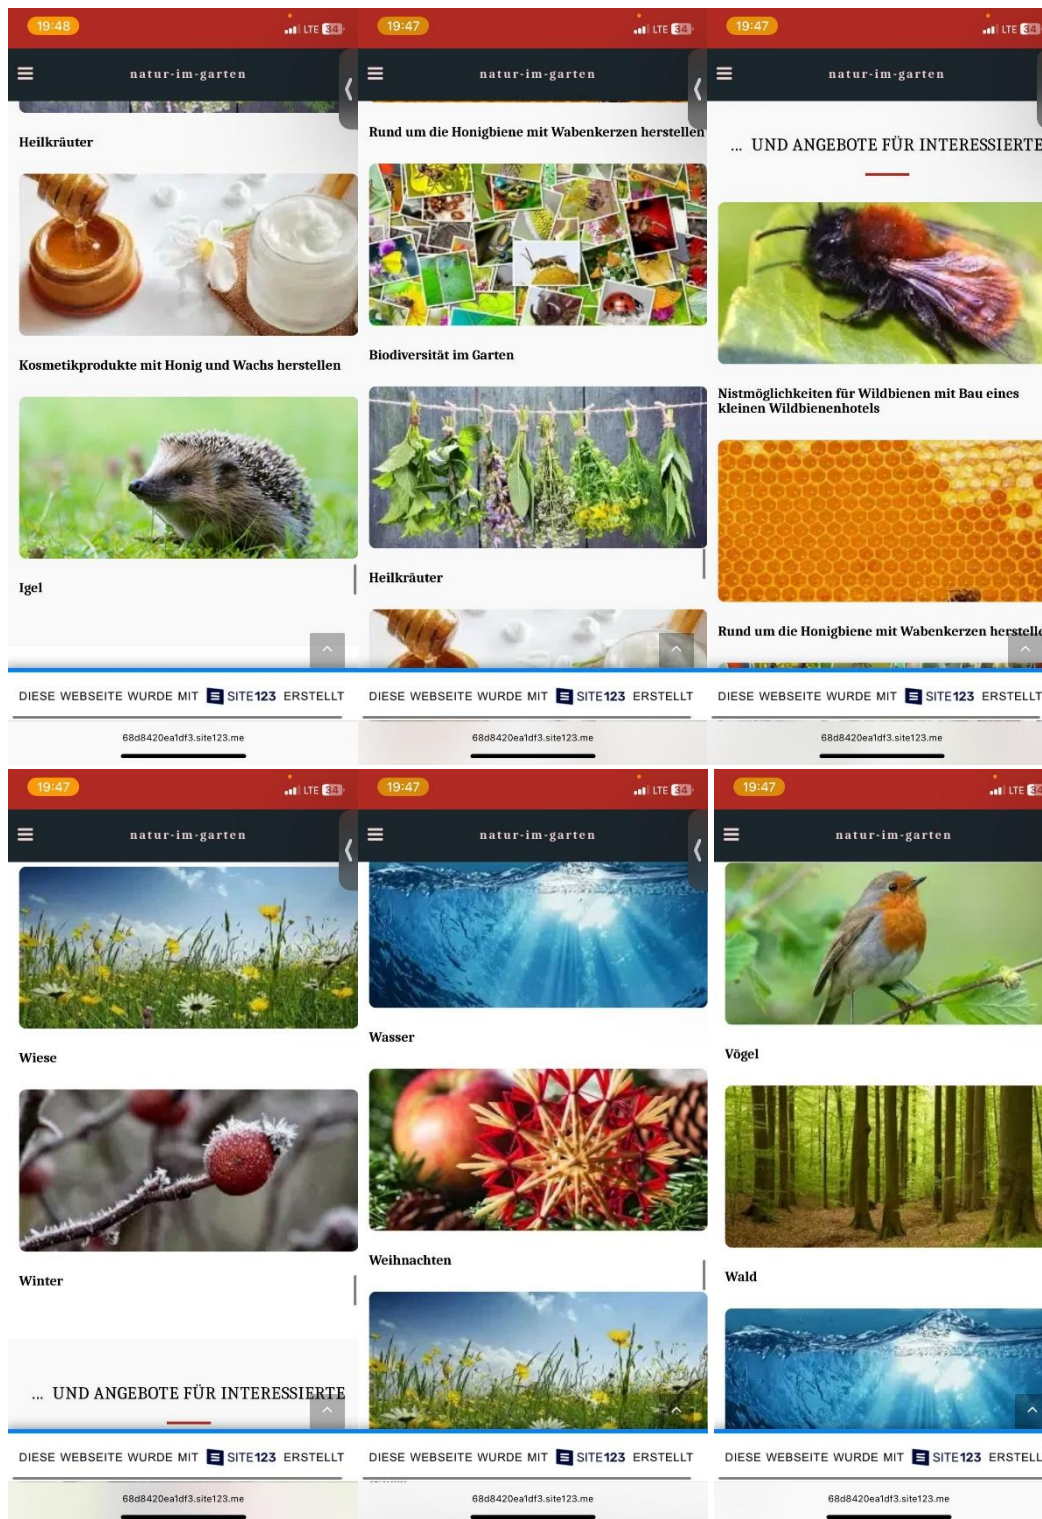 19:48
LTE 34
natur-im-garten
Heilkräuter
Kosmetikprodukte mit Honig und Wachs herstellen
Igel
DIESE WEBSEITE WURDE MIT SITE123 ERSTELLT
68d8420ea1df3.site123.me
19:47
LTE 34
natur-im-garten
Rund um die Honigbiene mit Wabenkerzen herstellen
Biodiversität im Garten
Heilkräuter
DIESE WEBSEITE WURDE MIT SITE123 ERSTELLT
68d8420ea1df3.site123.me
19:47
LTE 34
natur-im-garten
... UND ANGEBOTE FÜR INTERESSIERTE
Nistmöglichkeiten für Wildbienen mit Bau eines
kleinen Wildbienenhotels
Rund um die Honigbiene mit Wabenkerzen herstelle
DIESE WEBSEITE WURDE MIT SITE123 ERSTELLT
68d8420ea1df3.site123.me
19:47
LTE 34
natur-im-garten
Wiese
Winter
... UND ANGEBOTE FÜR INTERESSIERTE
DIESE WEBSEITE WURDE MIT SITE123 ERSTELLT
68d8420ea1df3.site123.me
19:47
LTE 34
natur-im-garten
Wasser
Weihnachten
DIESE WEBSEITE WURDE MIT SITE123 ERSTELLT
68d8420ea1df3.site123.me
19:47
LTE 34
natur-im-garten
Vögel
Wald
DIESE WEBSEITE WURDE MIT SITE123 ERSTELL
68d8420ea1df3.site123.me